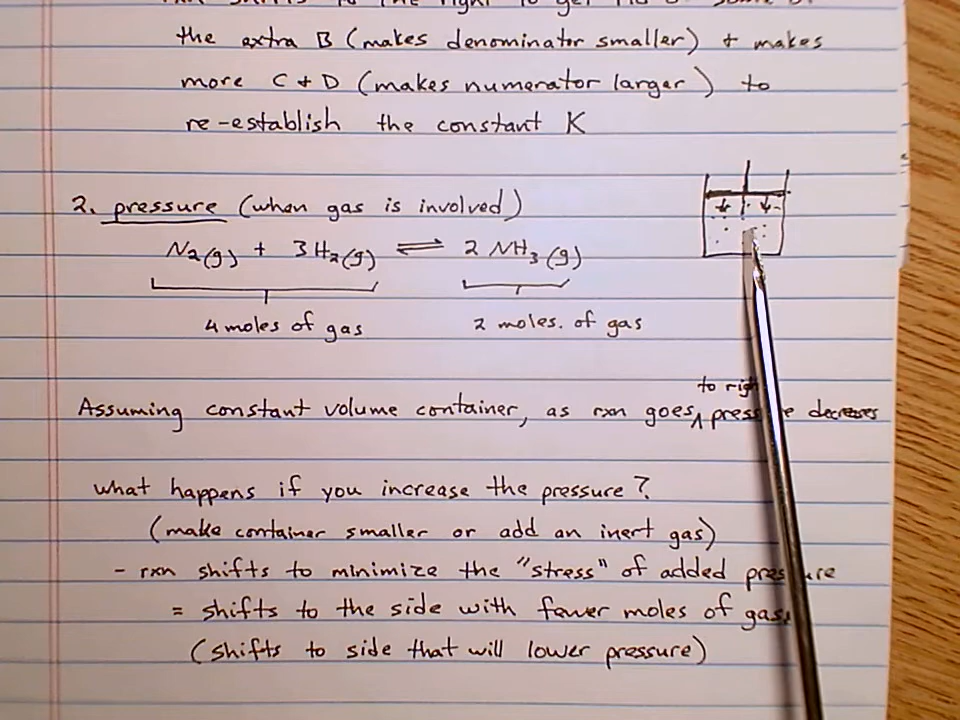 the extra B (makes denominator smaller) + makes
more C + D (makes numerator larger) to
re-establish the constant K
2. pressure (when gas is involved)
N2(g) + 3H2(g) ⇌ 2 NH3(g)
4 moles of gas 2 moles. of gas
to
Assuming constant volume container, as rxn goes ^ decreases
what happens if you increase the pressure?
(make container smaller or add an inert gas)
- rxn shifts to minimize the "stress" of added pressure
= shifts to the side with fewer moles of gas
(shifts to side that will lower pressure)